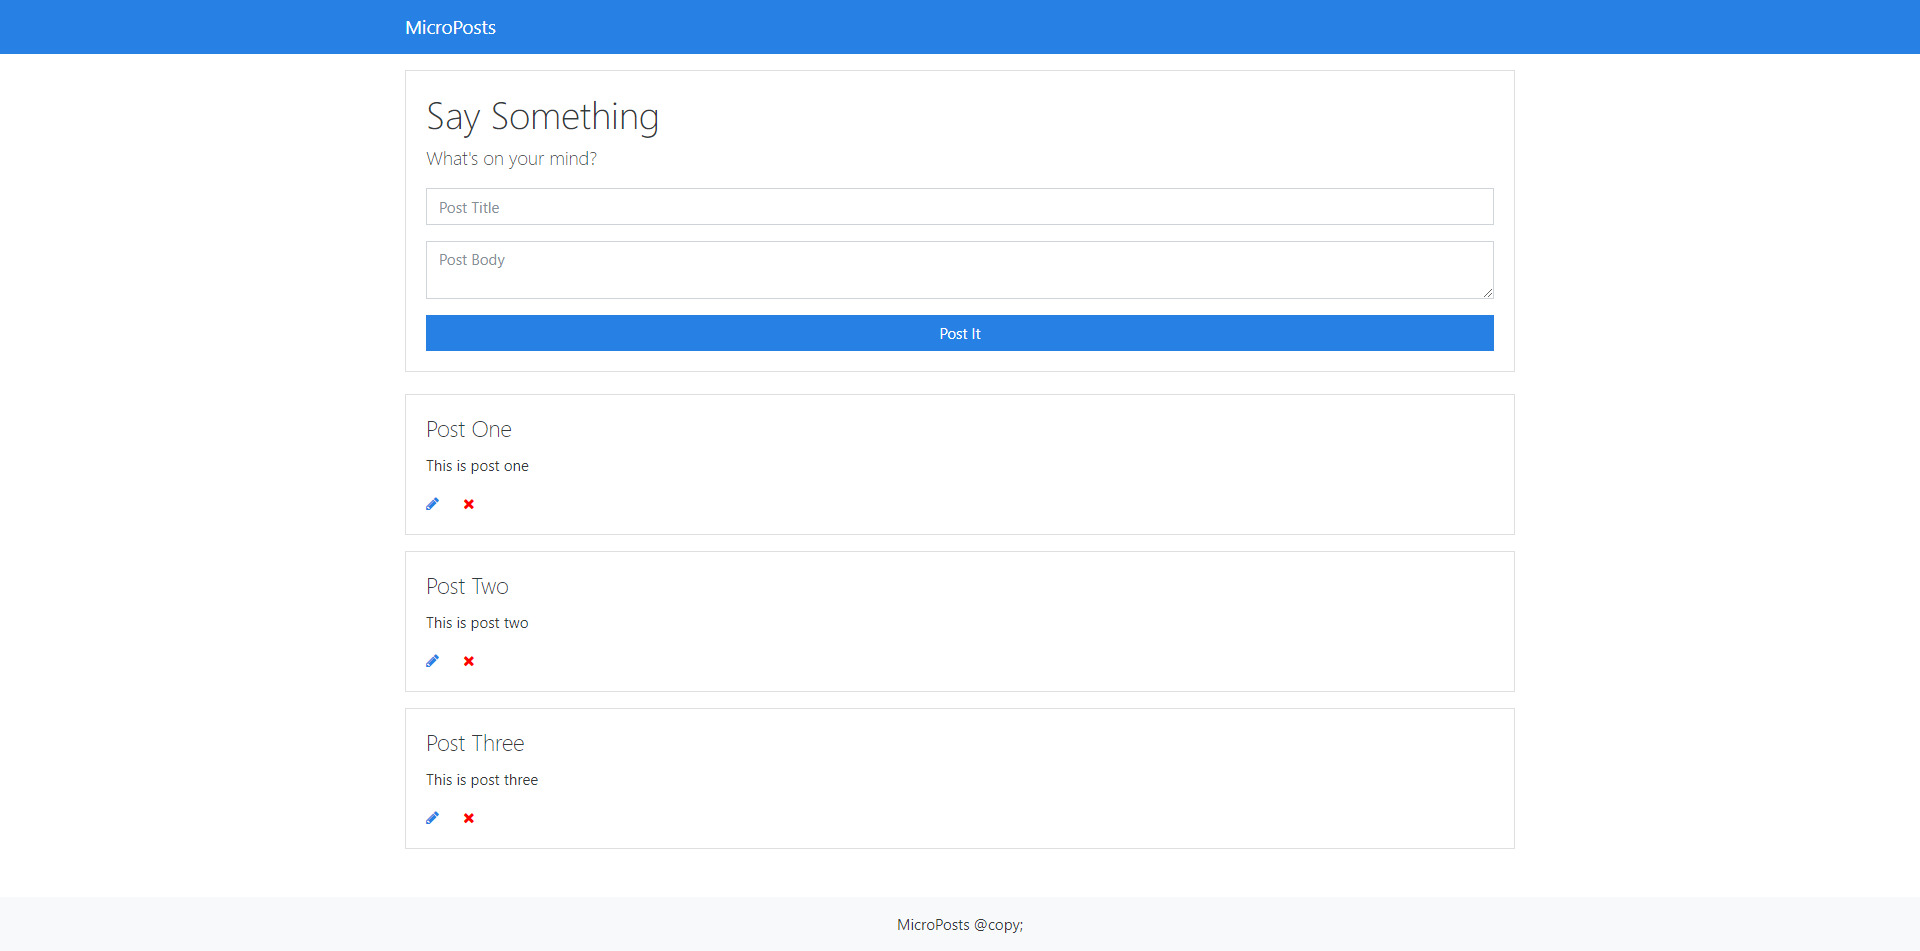 MicroPosts
Say Something
What's on your mind?
Post Title
Post Body
Post It
Post One
This is post one
Post Two
This is post two
Post Three
This is post three
MicroPosts @copy;